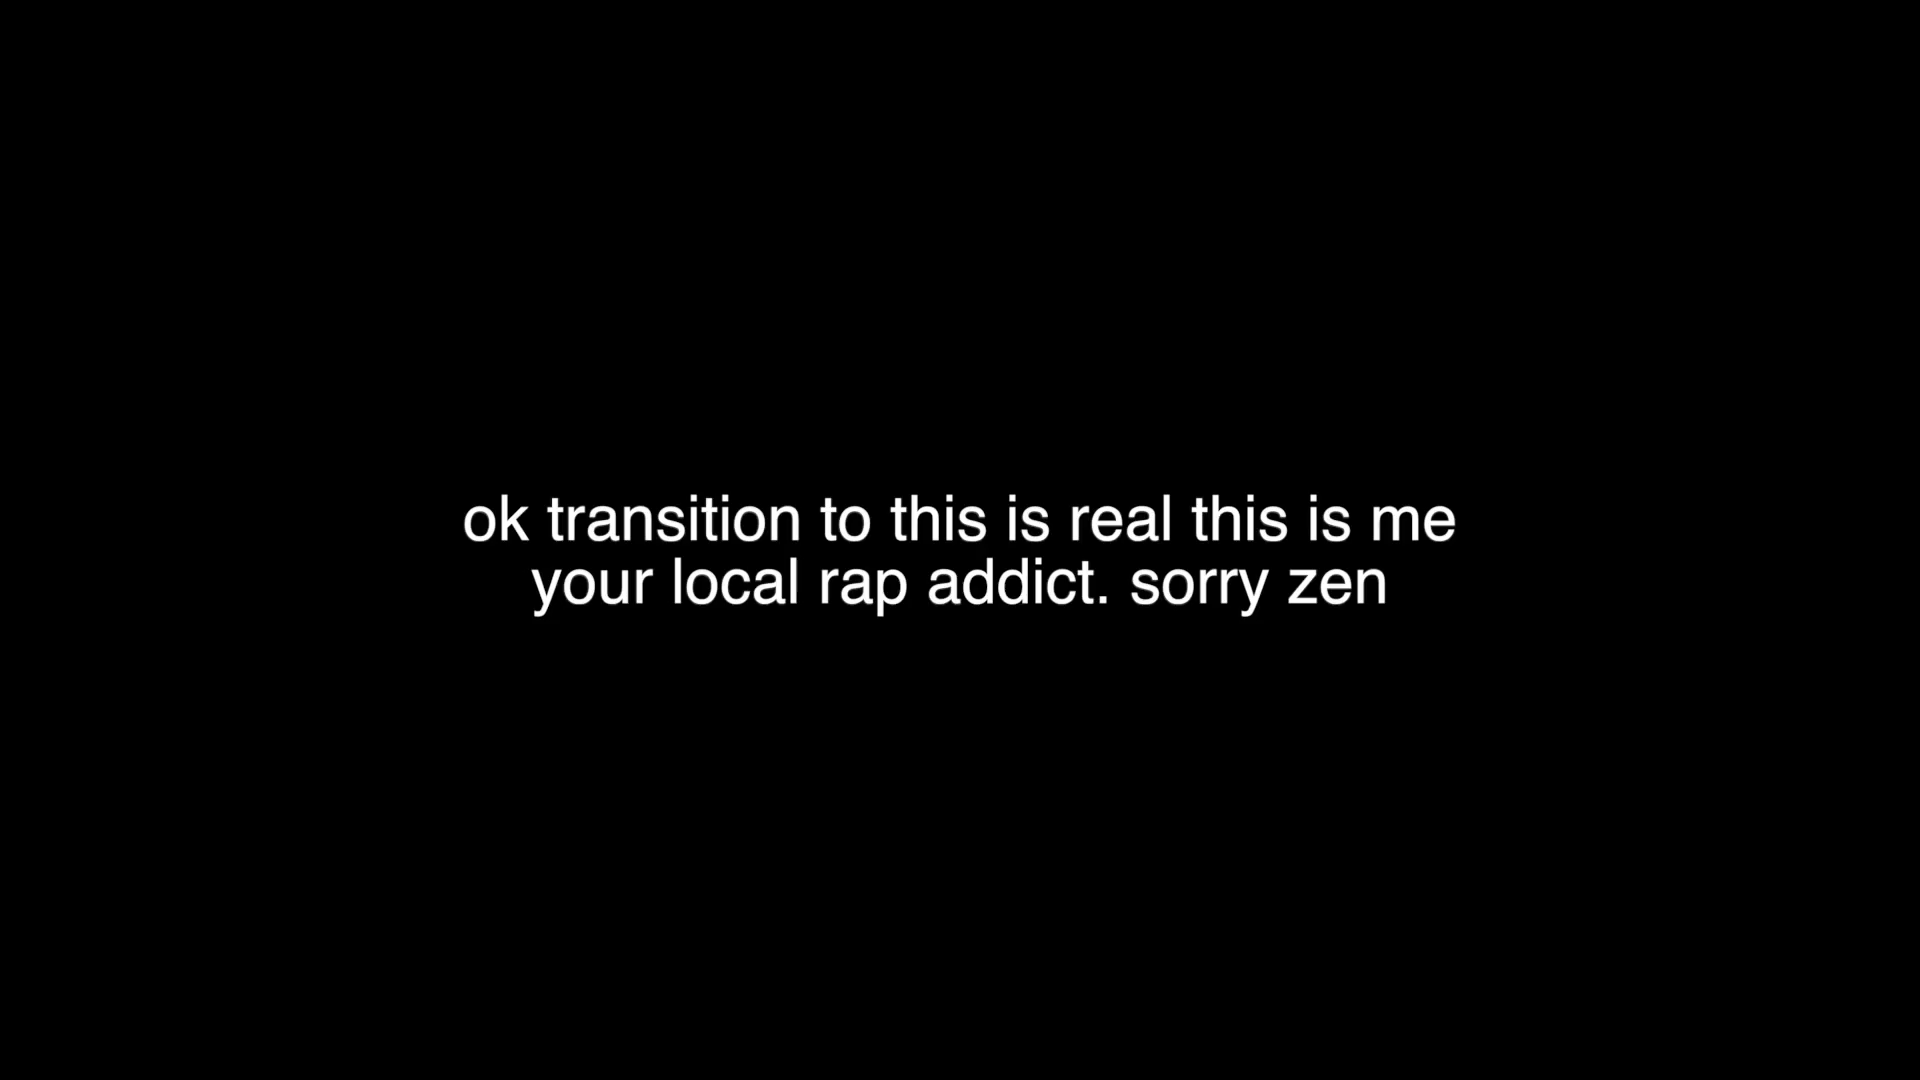 ok transition to this is real this is me
your local rap addict. sorry zen